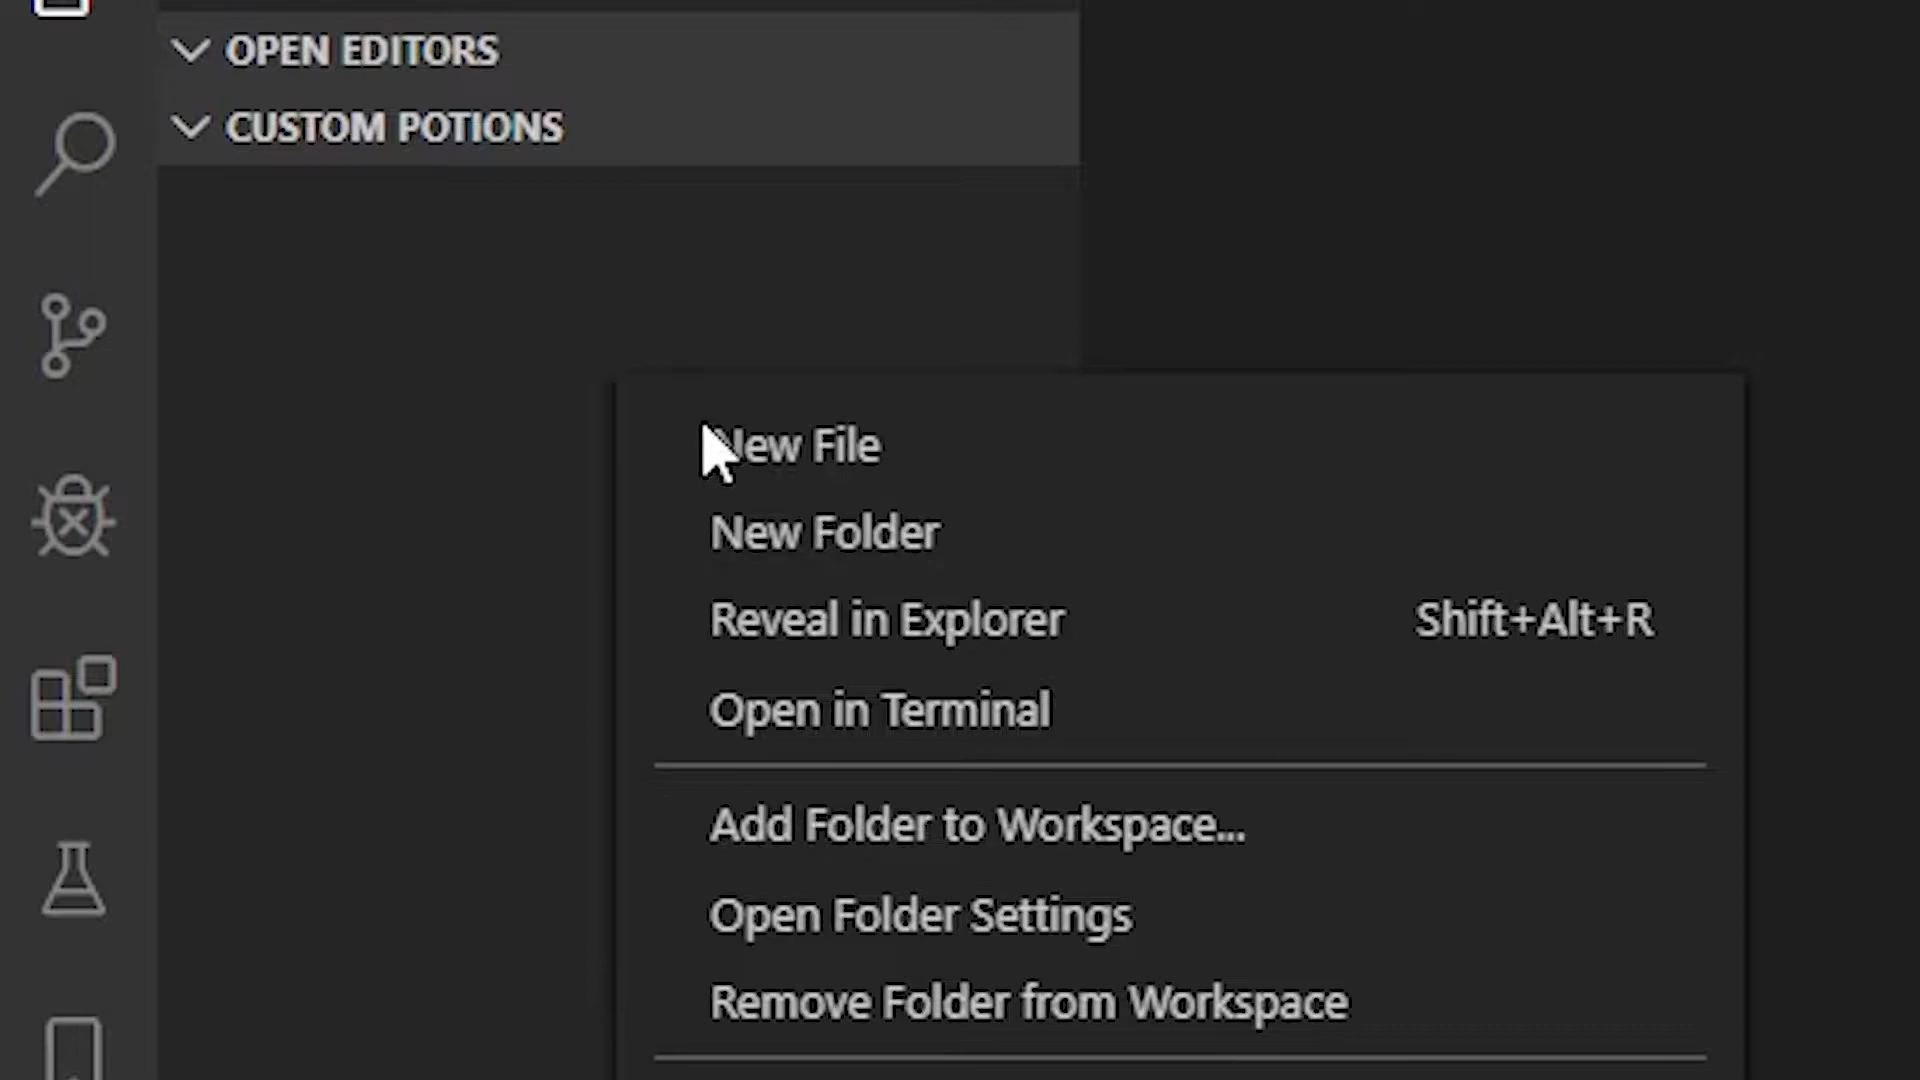 OPEN EDITORS
CUSTOM POTIONS
New File
New Folder
Reveal in Explorer Shift+Alt+R
Open in Terminal
Add Folder to Workspace...
Open Folder Settings
Remove Folder from Workspace